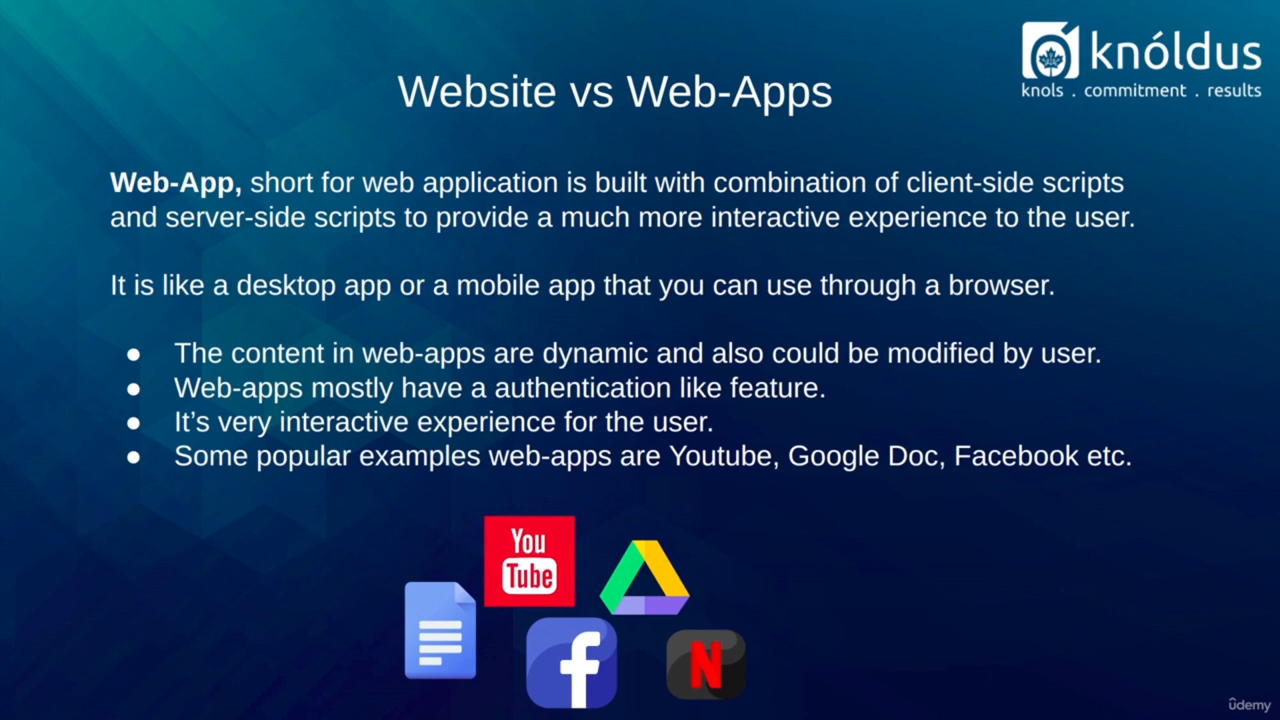 knóldus
knols . commitment . results
Website vs Web-Apps
Web-App, short for web application is built with combination of client-side scripts
and server-side scripts to provide a much more interactive experience to the user.
It is like a desktop app or a mobile app that you can use through a browser.
● The content in web-apps are dynamic and also could be modified by user.
● Web-apps mostly have a authentication like feature.
● It’s very interactive experience for the user.
● Some popular examples web-apps are Youtube, Google Doc, Facebook etc.
You
Tube
f
N
ûdemy